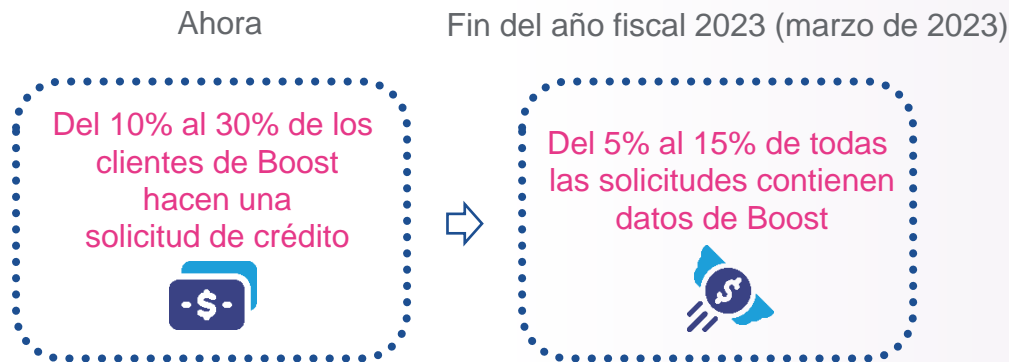 Ahora
Fin del año fiscal 2023 (marzo de 2023)
Del 10% al 30% de los
clientes de Boost
hacen una
solicitud de crédito
-$-
Del 5% al 15% de todas
las solicitudes contienen
datos de Boost
$